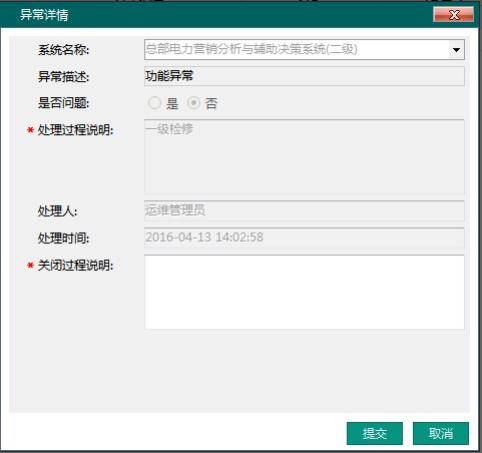 异常详情
系统名称: 总部电力营销分析与辅助决策系统(二级)
异常描述: 功能异常
是否问题: 是 否
* 处理过程说明: 一级检修
处理人: 运维管理员
处理时间: 2016-04-13 14:02:58
* 关闭过程说明:
提交 取消